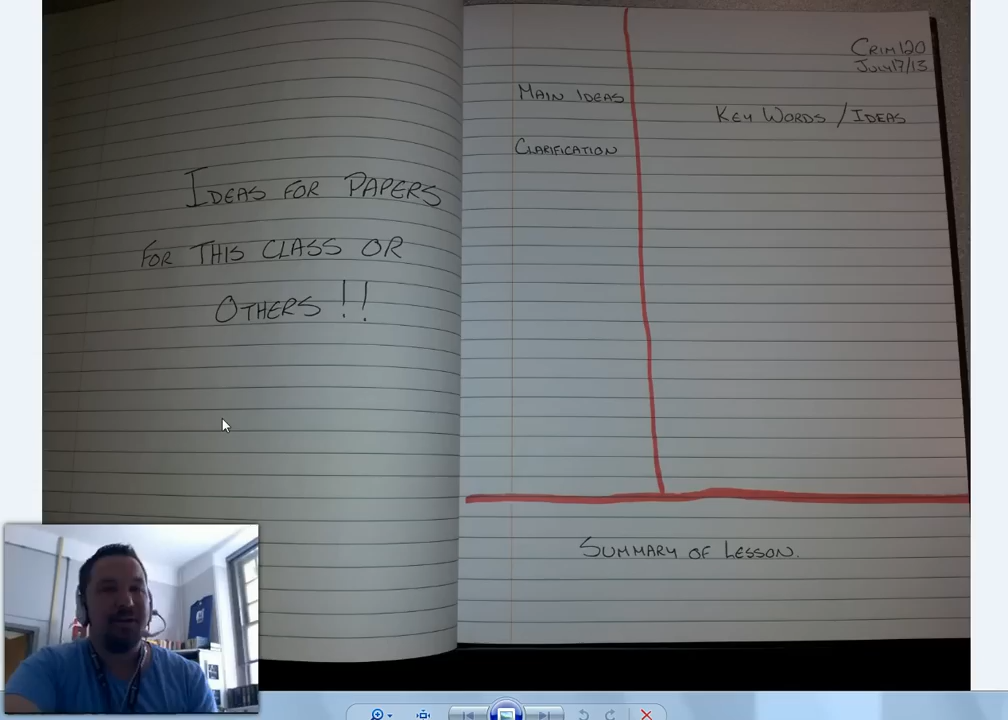 Ideas for Papers
for this class or
Others !!
Crim 120
July 17/13
Main Ideas
Key Words / Ideas
Clarification
Summary of Lesson.